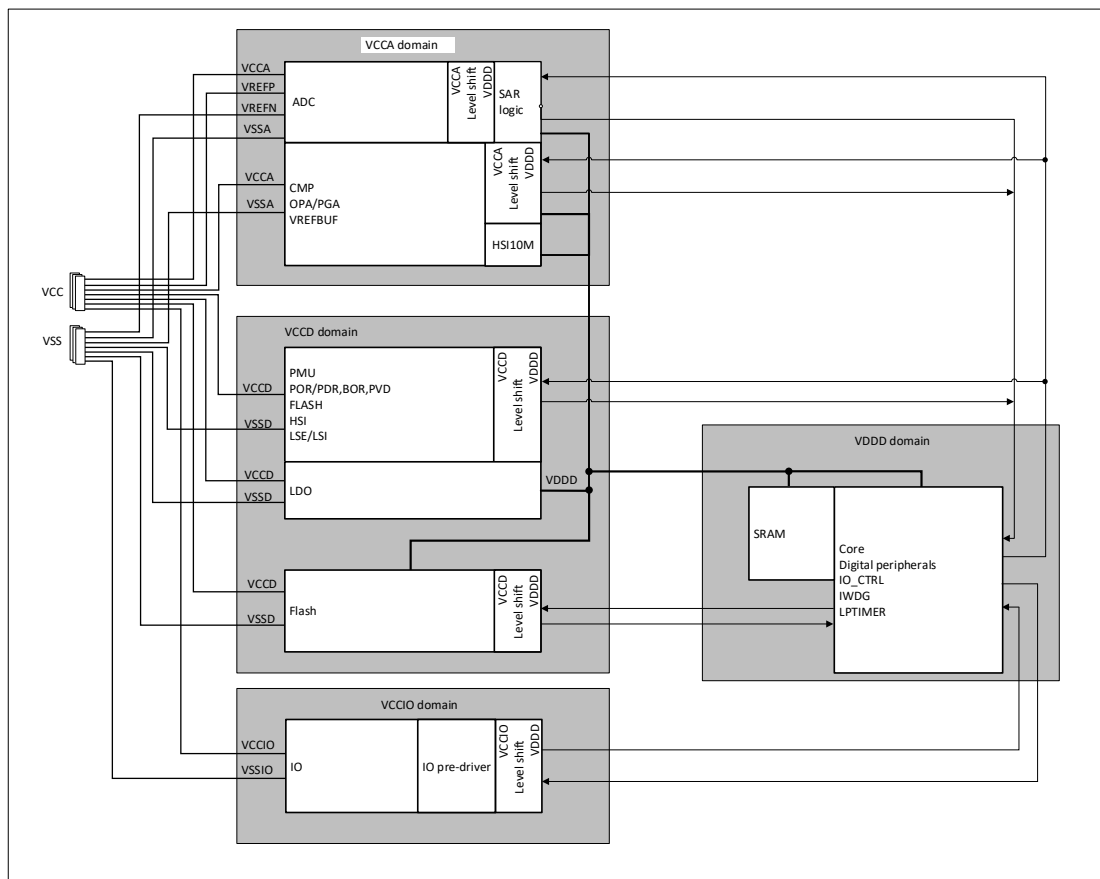 VCCA domain
VCCA
VREFP
VREFN
VSSA
ADC
VCCA
Level shift
VDDD
SAR
logic
VCCA
VSSA
CMP
OPA/PGA
VREFBUF
VCCA
Level shift
VDDD
HSI10M
VCC
VSS
VCCD domain
PMU
POR/PDR,BOR,PVD
FLASH
HSI
LSE/LSI
VCCD
VSSD
VCCD
Level shift
VDDD
VCCD
VSSD
LDO
VDDD
VCCD
VSSD
Flash
VCCD
Level shift
VDDD
VDDD domain
SRAM
Core
Digital peripherals
IO_CTRL
IWDG
LPTIMER
VCCIO domain
VCCIO
VSSIO
IO
IO pre-driver
VCCIO
Level shift
VDDD